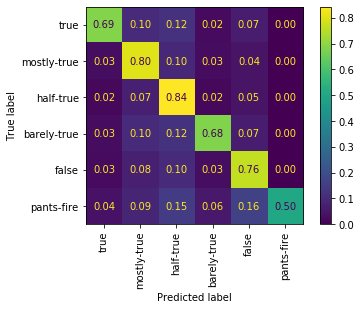 True label
true 0.69 0.10 0.12 0.02 0.07 0.00
mostly-true 0.03 0.80 0.10 0.03 0.04 0.00
half-true 0.02 0.07 0.84 0.02 0.05 0.00
barely-true 0.03 0.10 0.12 0.68 0.07 0.00
false 0.03 0.08 0.10 0.03 0.76 0.00
pants-fire 0.04 0.09 0.15 0.06 0.16 0.50
true mostly-true half-true barely-true false pants-fire
Predicted label
0.8
0.7
0.6
0.5
0.4
0.3
0.2
0.1
0.0